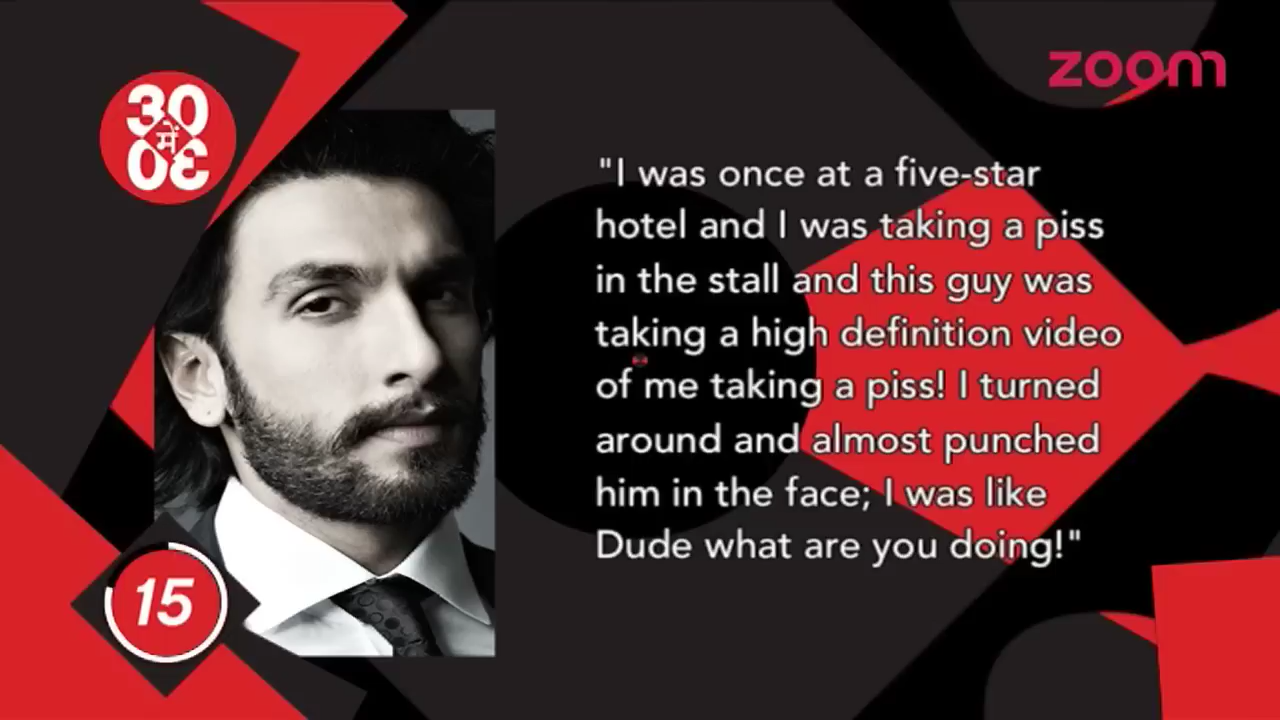 30
में
03
zoom
"I was once at a five-star
hotel and I was taking a piss
in the stall and this guy was
taking a high definition video
of me taking a piss! I turned
around and almost punched
him in the face; I was like
Dude what are you doing!"
15